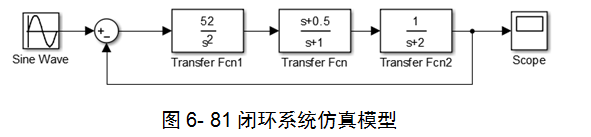 +
−
52
s²
s+0.5
s+1
1
s+2
Sine Wave
Transfer Fcn1
Transfer Fcn
Transfer Fcn2
Scope
图 6- 81 闭环系统仿真模型